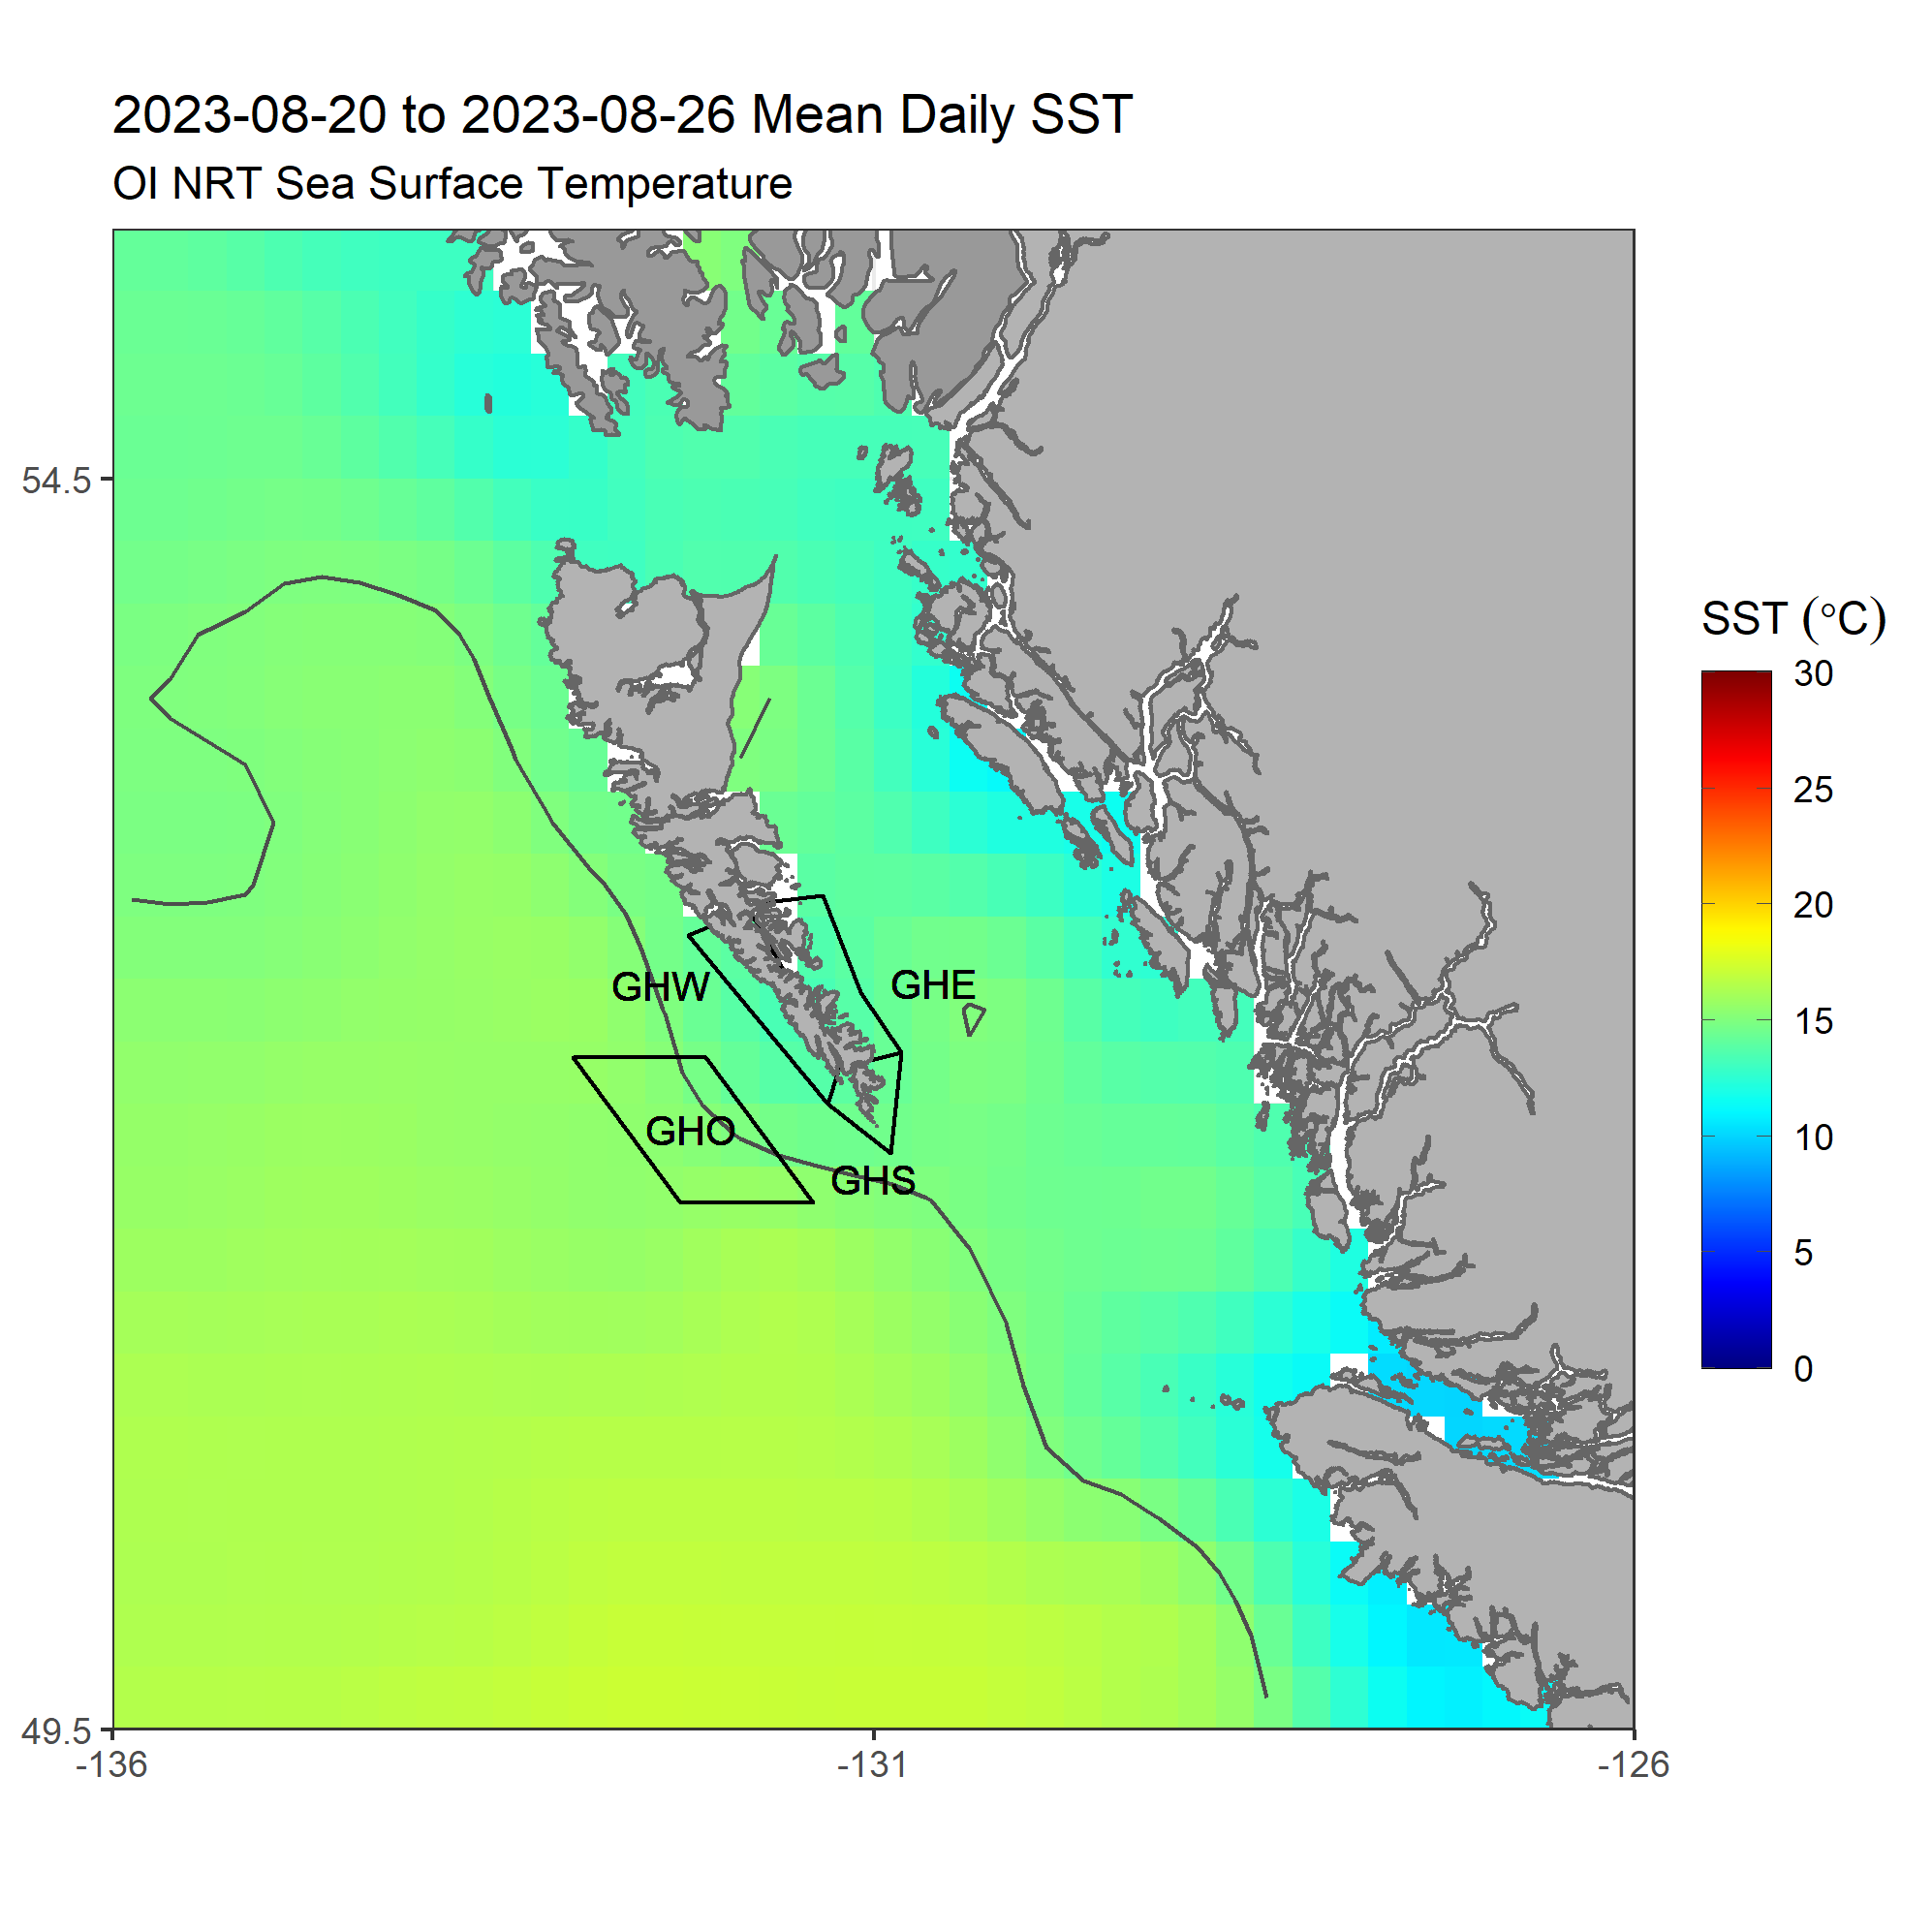 2023-08-20 to 2023-08-26 Mean Daily SST
OI NRT Sea Surface Temperature
54.5
49.5
-136
-131
-126
GHW
GHE
GHO
GHS
SST (°C)
30
25
20
15
10
5
0